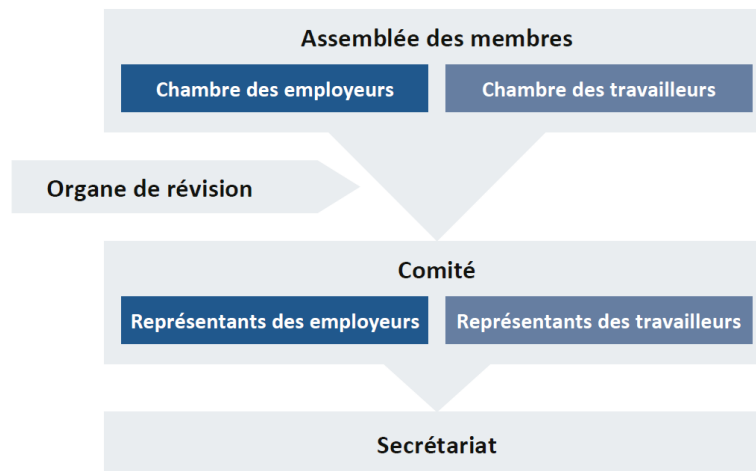 Assemblée des membres
Chambre des employeurs
Chambre des travailleurs
Organe de révision
Comité
Représentants des employeurs
Représentants des travailleurs
Secrétariat